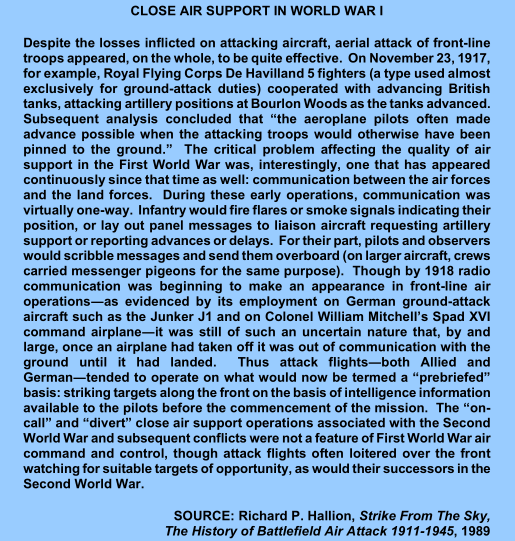 CLOSE AIR SUPPORT IN WORLD WAR I
Despite the losses inflicted on attacking aircraft, aerial attack of front-line
troops appeared, on the whole, to be quite effective. On November 23, 1917,
for example, Royal Flying Corps De Havilland 5 fighters (a type used almost
exclusively for ground-attack duties) cooperated with advancing British
tanks, attacking artillery positions at Bourlon Woods as the tanks advanced.
Subsequent analysis concluded that “the aeroplane pilots often made
advance possible when the attacking troops would otherwise have been
pinned to the ground.” The critical problem affecting the quality of air
support in the First World War was, interestingly, one that has appeared
continuously since that time as well: communication between the air forces
and the land forces. During these early operations, communication was
virtually one-way. Infantry would fire flares or smoke signals indicating their
position, or lay out panel messages to liaison aircraft requesting artillery
support or reporting advances or delays. For their part, pilots and observers
would scribble messages and send them overboard (on larger aircraft, crews
carried messenger pigeons for the same purpose). Though by 1918 radio
communication was beginning to make an appearance in front-line air
operations—as evidenced by its employment on German ground-attack
aircraft such as the Junker J1 and on Colonel William Mitchell’s Spad XVI
command airplane—it was still of such an uncertain nature that, by and
large, once an airplane had taken off it was out of communication with the
ground until it had landed. Thus attack flights—both Allied and
German—tended to operate on what would now be termed a “prebriefed”
basis: striking targets along the front on the basis of intelligence information
available to the pilots before the commencement of the mission. The “on-
call” and “divert” close air support operations associated with the Second
World War and subsequent conflicts were not a feature of First World War air
command and control, though attack flights often loitered over the front
watching for suitable targets of opportunity, as would their successors in the
Second World War.
SOURCE: Richard P. Hallion, Strike From The Sky,
The History of Battlefield Air Attack 1911-1945, 1989